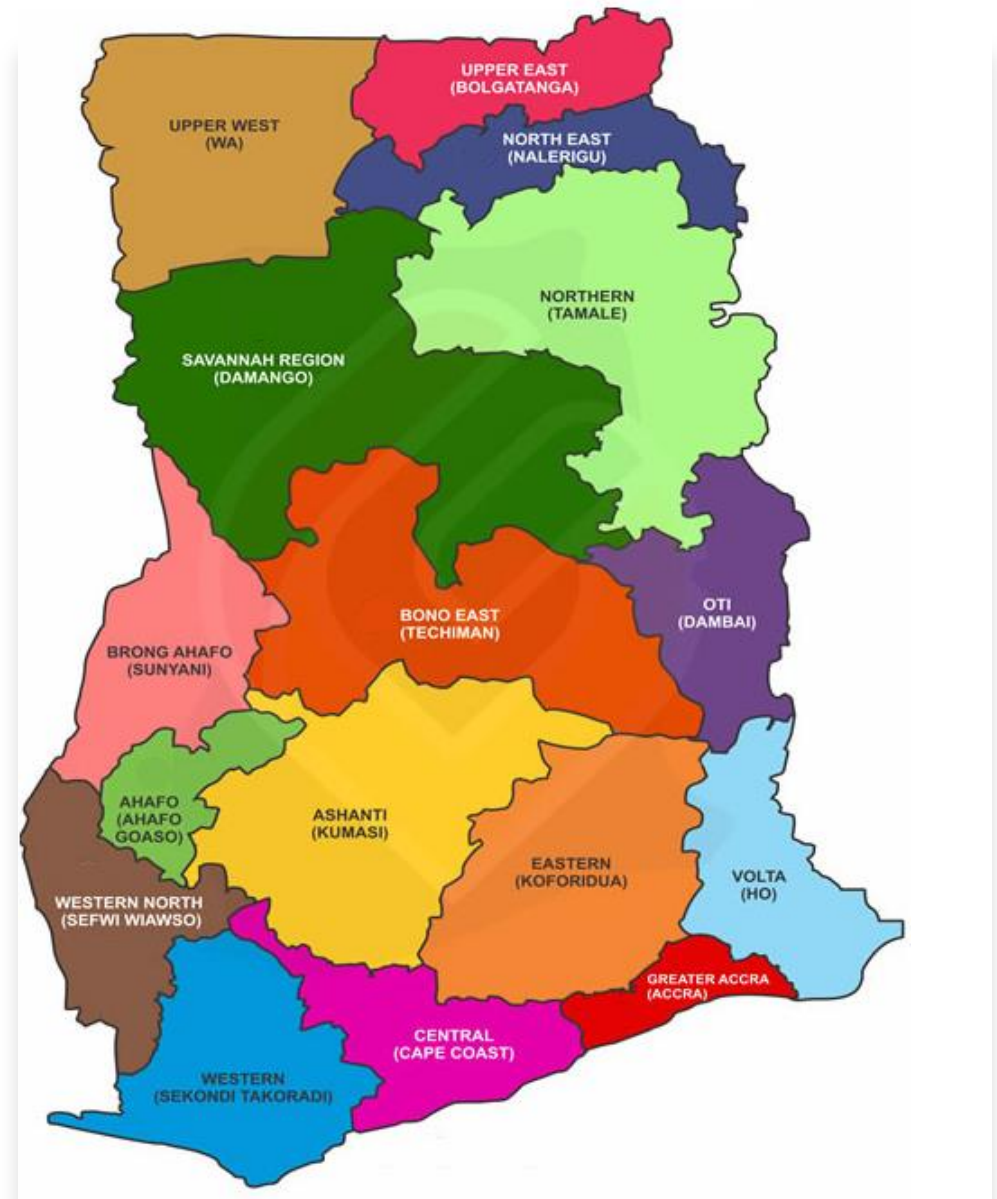 UPPER EAST
(BOLGATANGA)
UPPER WEST
(WA)
NORTH EAST
(NALERIGU)
NORTHERN
(TAMALE)
SAVANNAH REGION
(DAMANGO)
OTI
(DAMBAI)
BONO EAST
(TECHIMAN)
BRONG AHAFO
(SUNYANI)
AHAFO
(AHAFO
GOASO)
ASHANTI
(KUMASI)
EASTERN
(KOFORIDUA)
VOLTA
(HO)
WESTERN NORTH
(SEFWI WIAWSO)
GREATER ACCRA
(ACCRA)
CENTRAL
(CAPE COAST)
WESTERN
(SEKONDI TAKORADI)